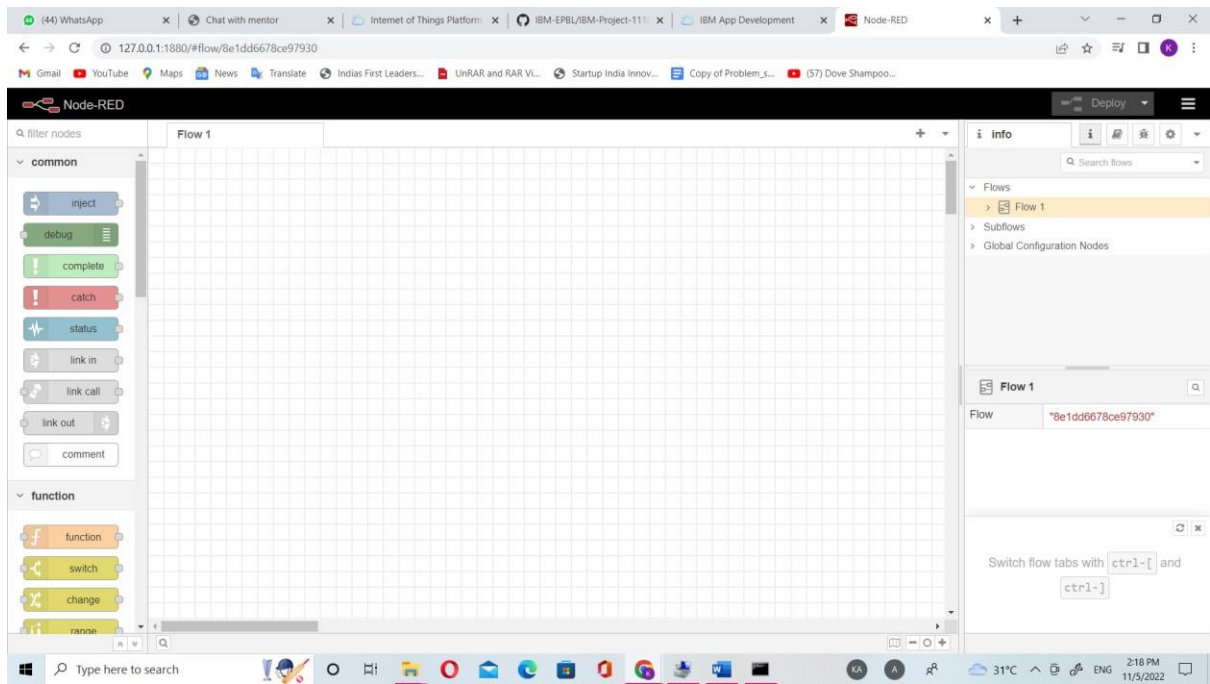 (44) WhatsApp
Chat with mentor
Internet of Things Platform
IBM-EPBL/IBM-Project-111
IBM App Development
Node-RED
127.0.0.1:1880/#flow/8e1dd6678ce97930
K
Gmail
YouTube
Maps
News
Translate
Indias First Leaders...
UnRAR and RAR Vi...
Startup India Innov...
Copy of Problem_s...
(57) Dove Shampoo...
Node-RED
Deploy
filter nodes
Flow 1
i info
common
Search flows
inject
Flows
Flow 1
debug
Subflows
complete
Global Configuration Nodes
catch
status
link in
link call
Flow 1
link out
Flow "8e1dd6678ce97930"
comment
function
function
switch
Switch flow tabs with ctrl-[ and
ctrl-]
change
range
Type here to search
KA
A
31°C
ENG
2:18 PM
11/5/2022